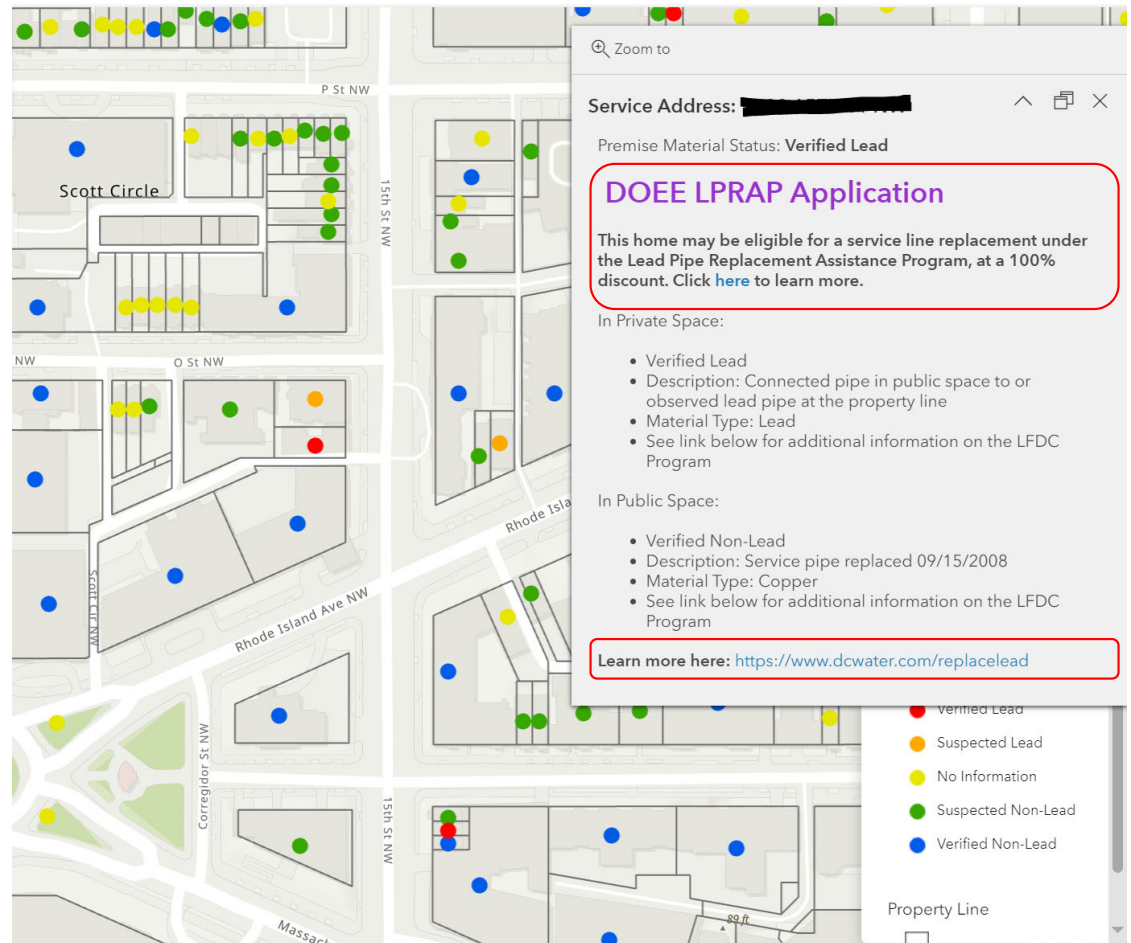 P St NW
Scott Circle
15th St NW
NW
O St NW
Rhode Isla
Scott Cir NW
Rhode Island Ave NW
Corregidor St NW
15th St NW
Massac
89 ft
Zoom to
Service Address:
Premise Material Status: Verified Lead
DOEE LPRAP Application
This home may be eligible for a service line replacement under
the Lead Pipe Replacement Assistance Program, at a 100%
discount. Click here to learn more.
In Private Space:
• Verified Lead
• Description: Connected pipe in public space to or
observed lead pipe at the property line
• Material Type: Lead
• See link below for additional information on the LFDC
Program
In Public Space:
• Verified Non-Lead
• Description: Service pipe replaced 09/15/2008
• Material Type: Copper
• See link below for additional information on the LFDC
Program
Learn more here: https://www.dcwater.com/replacelead
Verified Lead
Suspected Lead
No Information
Suspected Non-Lead
Verified Non-Lead
Property Line